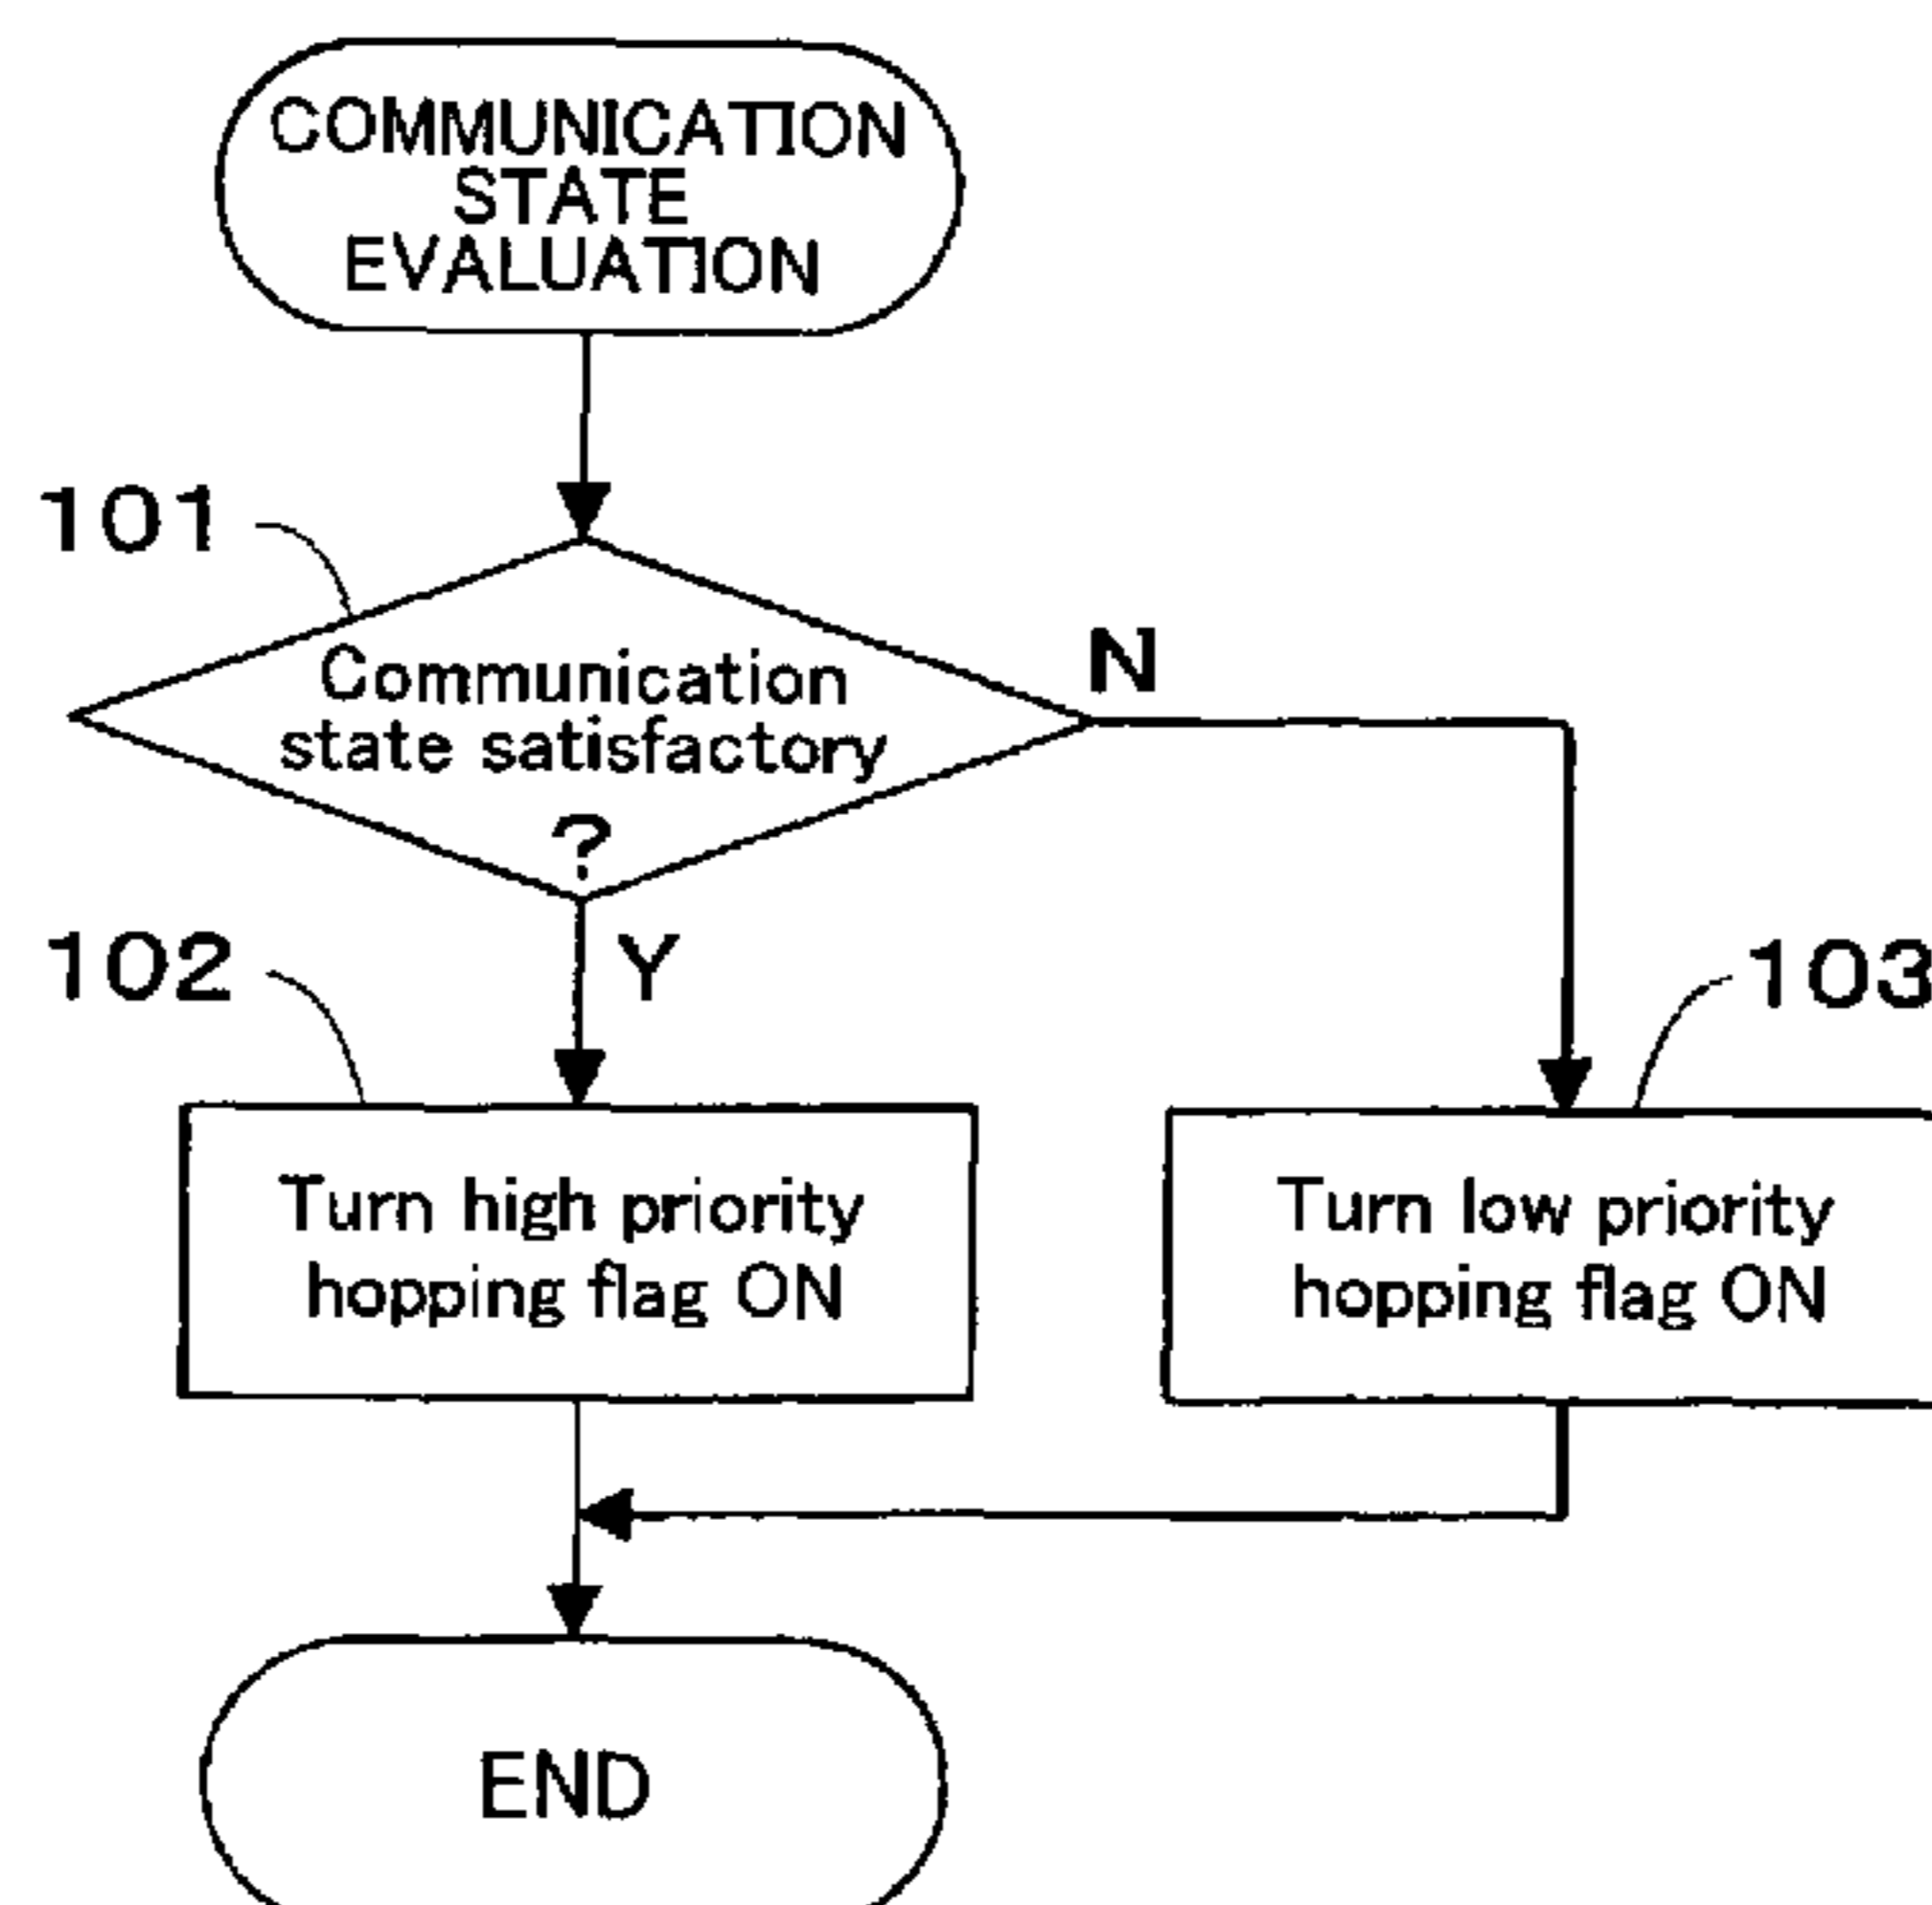 COMMUNICATION
STATE
EVALUATION
101
Communication
state satisfactory
?
N
102
Y
103
Turn high priority
hopping flag ON
Turn low priority
hopping flag ON
END